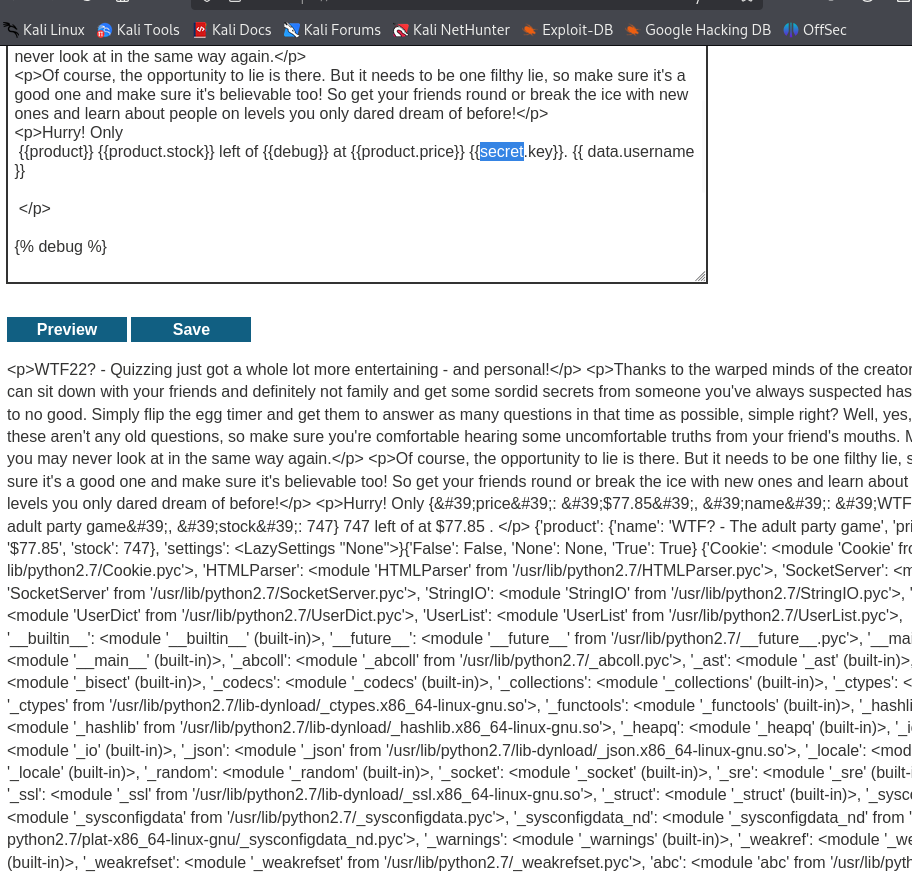 Kali Linux Kali Tools Kali Docs Kali Forums Kali NetHunter Exploit-DB Google Hacking DB OffSec
never look at in the same way again.</p>
<p>Of course, the opportunity to lie is there. But it needs to be one filthy lie, so make sure it's a
good one and make sure it's believable too! So get your friends round or break the ice with new
ones and learn about people on levels you only dared dream of before!</p>
<p>Hurry! Only
{{product}} {{product.stock}} left of {{debug}} at {{product.price}} {{secret.key}}. {{ data.username
}}
</p>
{% debug %}
Preview Save
<p>WTF22? - Quizzing just got a whole lot more entertaining - and personal!</p> <p>Thanks to the warped minds of the creator
can sit down with your friends and definitely not family and get some sordid secrets from someone you've always suspected has
to no good. Simply flip the egg timer and get them to answer as many questions in that time as possible, simple right? Well, yes,
these aren't any old questions, so make sure you're comfortable hearing some uncomfortable truths from your friend's mouths. M
you may never look at in the same way again.</p> <p>Of course, the opportunity to lie is there. But it needs to be one filthy lie, s
sure it's a good one and make sure it's believable too! So get your friends round or break the ice with new ones and learn about
levels you only dared dream of before!</p> <p>Hurry! Only {&#39;price&#39;: &#39;$77.85&#39;, &#39;name&#39;: &#39;WTF
adult party game&#39;, &#39;stock&#39;: 747} 747 left of at $77.85 . </p> {'product': {'name': 'WTF? - The adult party game', 'pri
'$77.85', 'stock': 747}, 'settings': <LazySettings "None">}{'False': False, 'None': None, 'True': True} {'Cookie': <module 'Cookie' fro
lib/python2.7/Cookie.pyc'>, 'HTMLParser': <module 'HTMLParser' from '/usr/lib/python2.7/HTMLParser.pyc'>, 'SocketServer': <m
'SocketServer' from '/usr/lib/python2.7/SocketServer.pyc'>, 'StringIO': <module 'StringIO' from '/usr/lib/python2.7/StringIO.pyc'>, '
<module 'UserDict' from '/usr/lib/python2.7/UserDict.pyc'>, 'UserList': <module 'UserList' from '/usr/lib/python2.7/UserList.pyc'>,
'__builtin__': <module '__builtin__' (built-in)>, '__future__': <module '__future__' from '/usr/lib/python2.7/__future__.pyc'>, '__mai
<module '__main__' (built-in)>, '_abcoll': <module '_abcoll' from '/usr/lib/python2.7/_abcoll.pyc'>, '_ast': <module '_ast' (built-in)>,
<module '_bisect' (built-in)>, '_codecs': <module '_codecs' (built-in)>, '_collections': <module '_collections' (built-in)>, '_ctypes': <
'_ctypes' from '/usr/lib/python2.7/lib-dynload/_ctypes.x86_64-linux-gnu.so'>, '_functools': <module '_functools' (built-in)>, '_hashli
<module '_hashlib' from '/usr/lib/python2.7/lib-dynload/_hashlib.x86_64-linux-gnu.so'>, '_heapq': <module '_heapq' (built-in)>, '_i
<module '_io' (built-in)>, '_json': <module '_json' from '/usr/lib/python2.7/lib-dynload/_json.x86_64-linux-gnu.so'>, '_locale': <mod
'_locale' (built-in)>, '_random': <module '_random' (built-in)>, '_socket': <module '_socket' (built-in)>, '_sre': <module '_sre' (built-i
'_ssl': <module '_ssl' from '/usr/lib/python2.7/lib-dynload/_ssl.x86_64-linux-gnu.so'>, '_struct': <module '_struct' (built-in)>, '_sysc
<module '_sysconfigdata' from '/usr/lib/python2.7/_sysconfigdata.pyc'>, '_sysconfigdata_nd': <module '_sysconfigdata_nd' from '
python2.7/plat-x86_64-linux-gnu/_sysconfigdata_nd.pyc'>, '_warnings': <module '_warnings' (built-in)>, '_weakref': <module '_we
(built-in)>, '_weakrefset': <module '_weakrefset' from '/usr/lib/python2.7/_weakrefset.pyc'>, 'abc': <module 'abc' from '/usr/lib/pyth